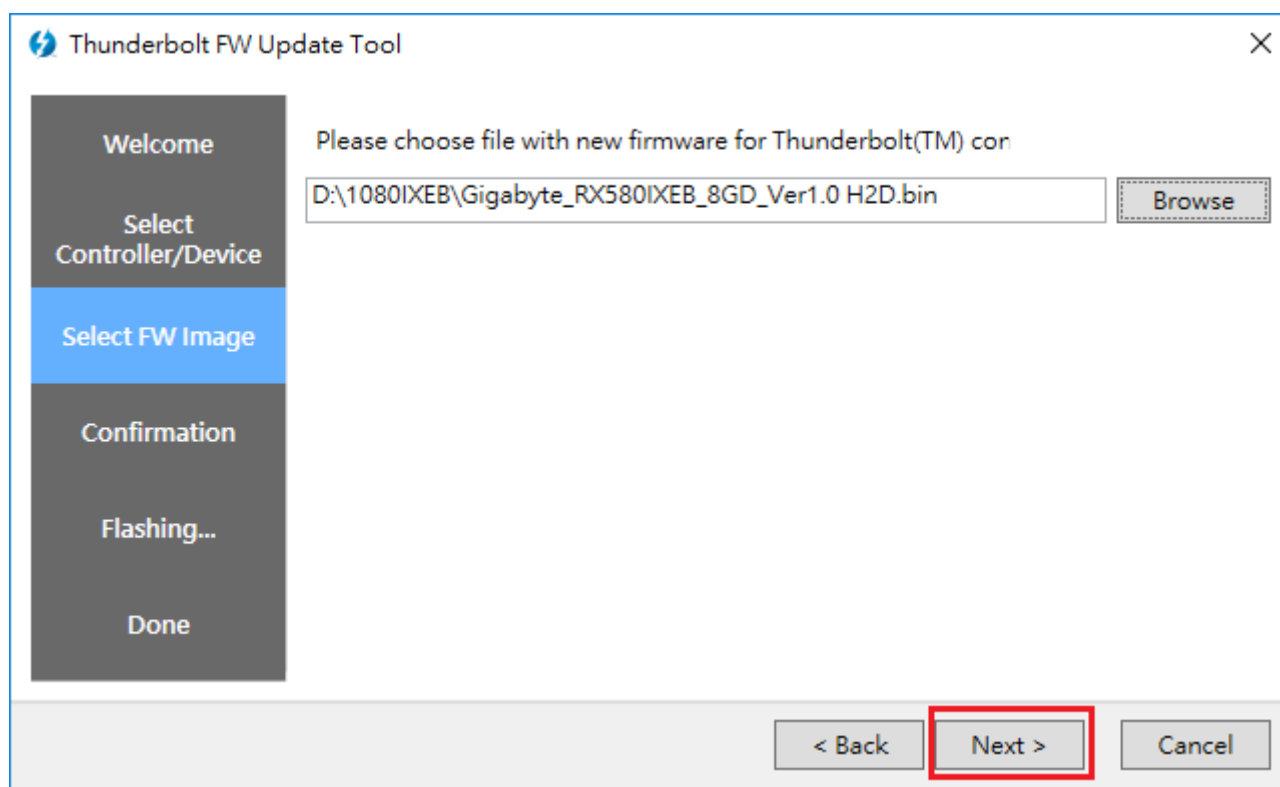 Thunderbolt FW Update Tool
Welcome
Select
Controller/Device
Select FW Image
Confirmation
Flashing...
Done
Please choose file with new firmware for Thunderbolt(TM) con
D:\1080IXEB\Gigabyte_RX580IXEB_8GD_Ver1.0 H2D.bin
Browse
< Back
Next >
Cancel